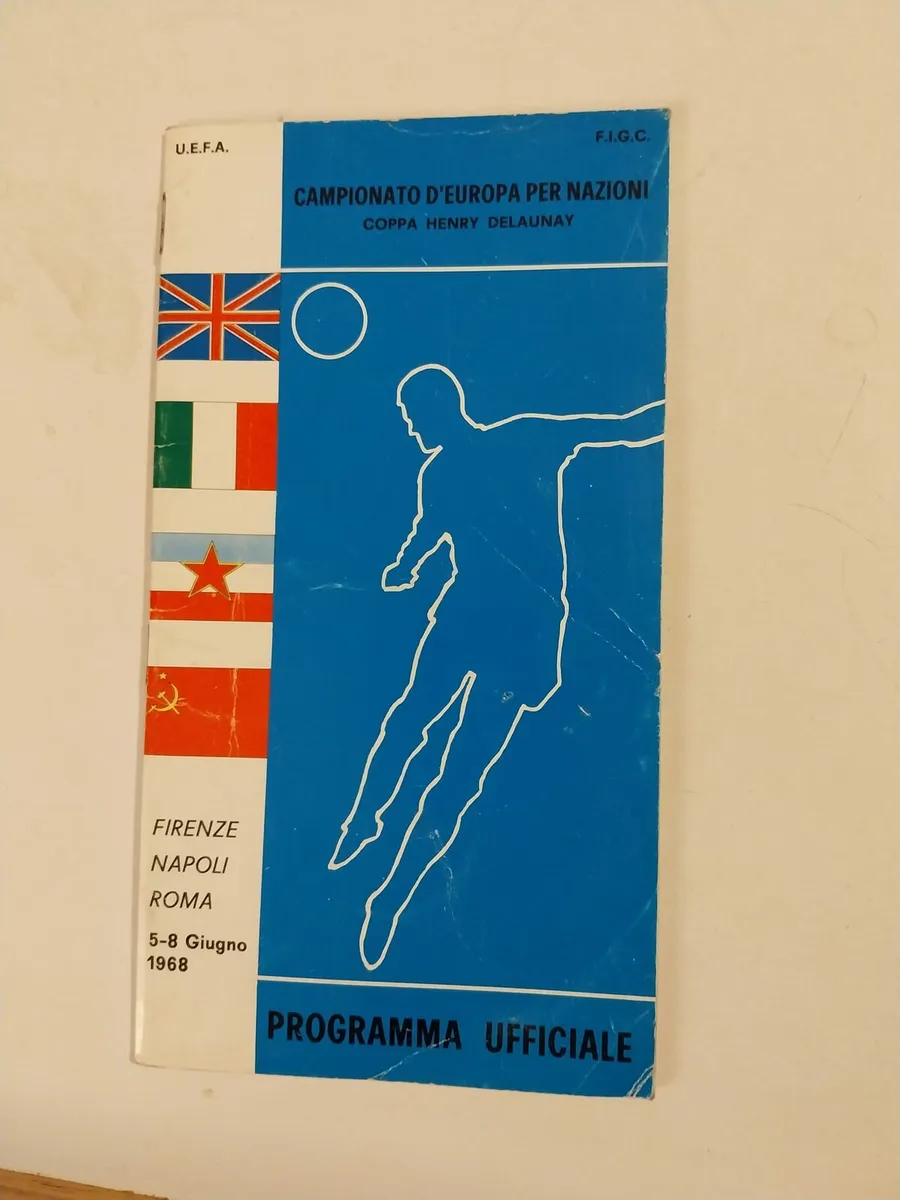 U.E.F.A.
F.I.G.C.
CAMPIONATO D'EUROPA PER NAZIONI
COPPA HENRY DELAUNAY
FIRENZE
NAPOLI
ROMA
5-8 Giugno
1968
PROGRAMMA UFFICIALE